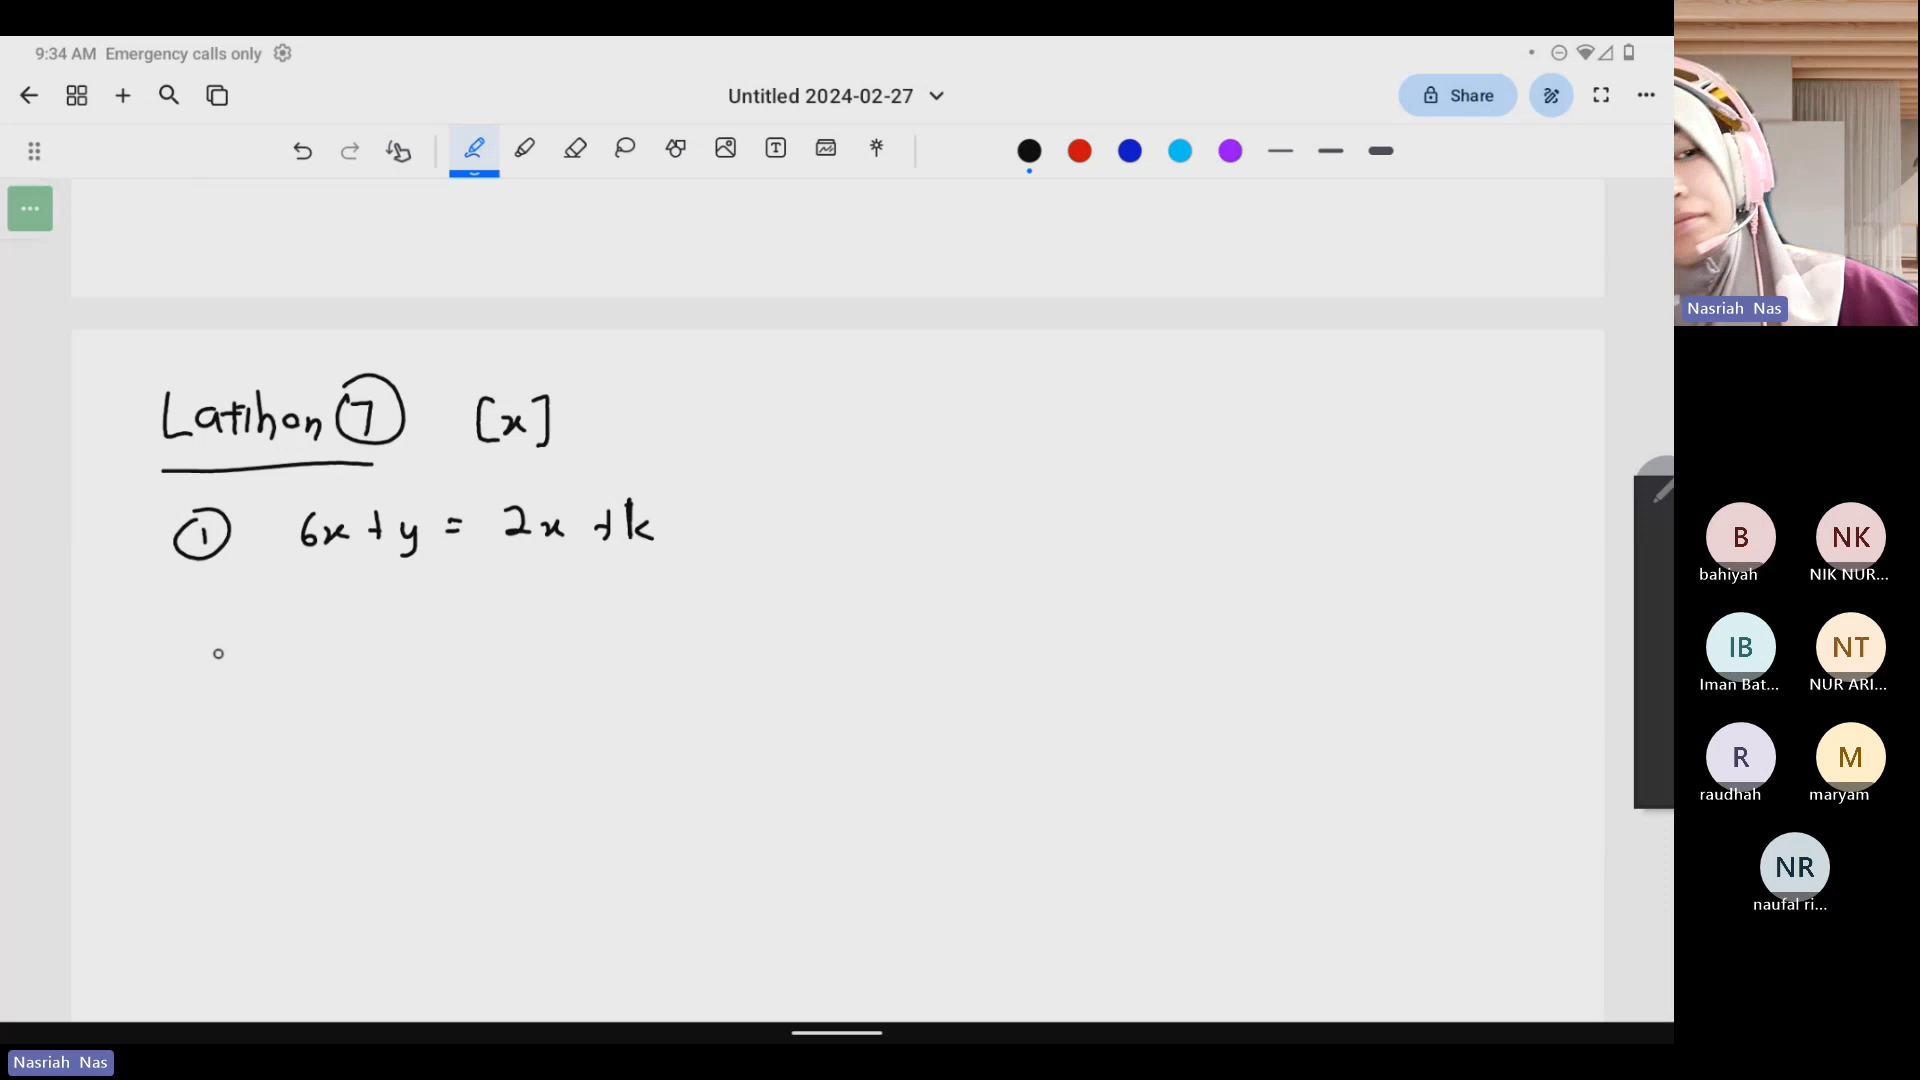 9:34 AM Emergency calls only
Untitled 2024-02-27
Share
Latihan 7 [x]
1 6x + y = 2x + k
Nasriah Nas
B
bahiyah
NK
NIK NUR...
IB
Iman Bat...
NT
NUR ARI...
R
raudhah
M
maryam
NR
naufal ri...
Nasriah Nas